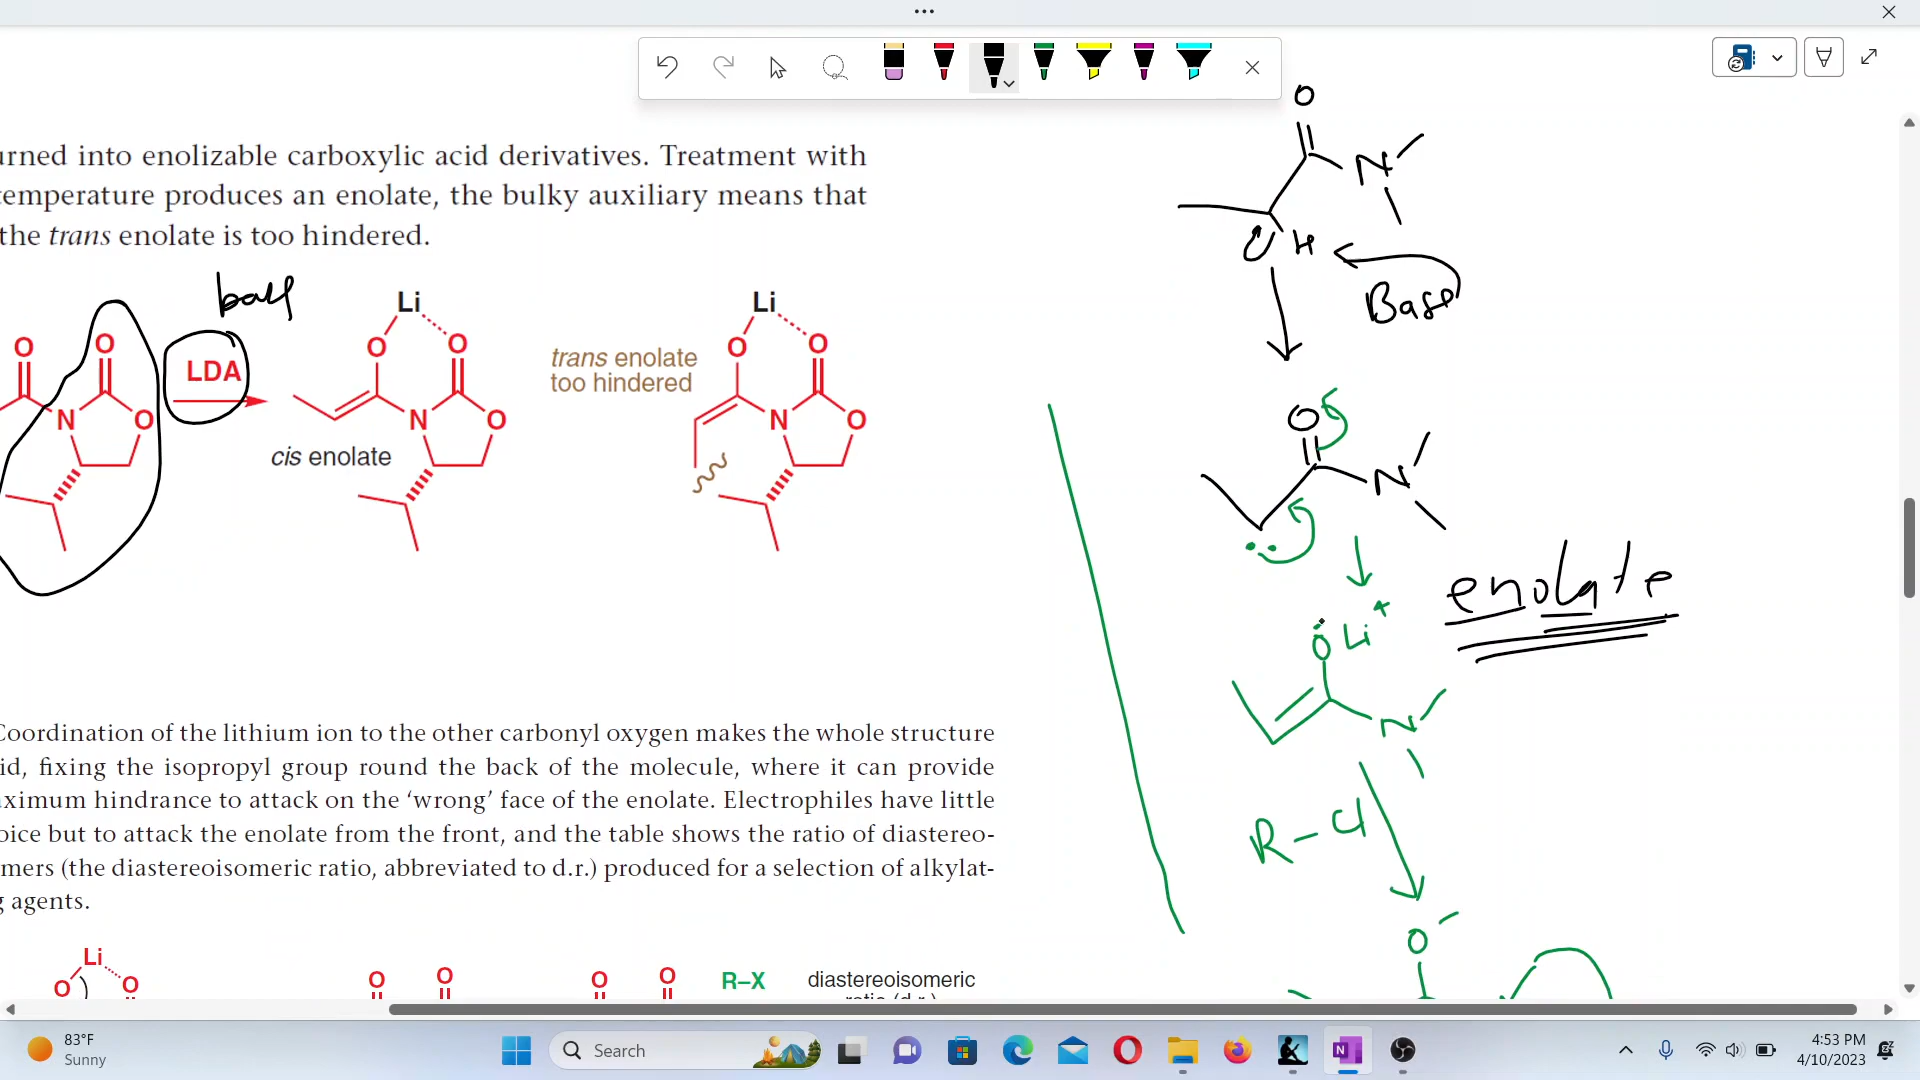 urned into enolizable carboxylic acid derivatives. Treatment with
temperature produces an enolate, the bulky auxiliary means that
the trans enolate is too hindered.
O
O
N
O
LDA
Li
O
O
N
O
cis enolate
trans enolate
too hindered
Li
O
O
N
O
Coordination of the lithium ion to the other carbonyl oxygen makes the whole structure
id, fixing the isopropyl group round the back of the molecule, where it can provide
ximum hindrance to attack on the ‘wrong’ face of the enolate. Electrophiles have little
oice but to attack the enolate from the front, and the table shows the ratio of diastereo-
mers (the diastereoisomeric ratio, abbreviated to d.r.) produced for a selection of alkylat-
g agents.
Li
O
O
O
O
O
O
R–X
diastereoisomeric
ratio (d.r.)
O
N
H
Base
O
N
enolate
O Li +
N
R - Cl
O -
83°F
Sunny
Search
4:53 PM
4/10/2023